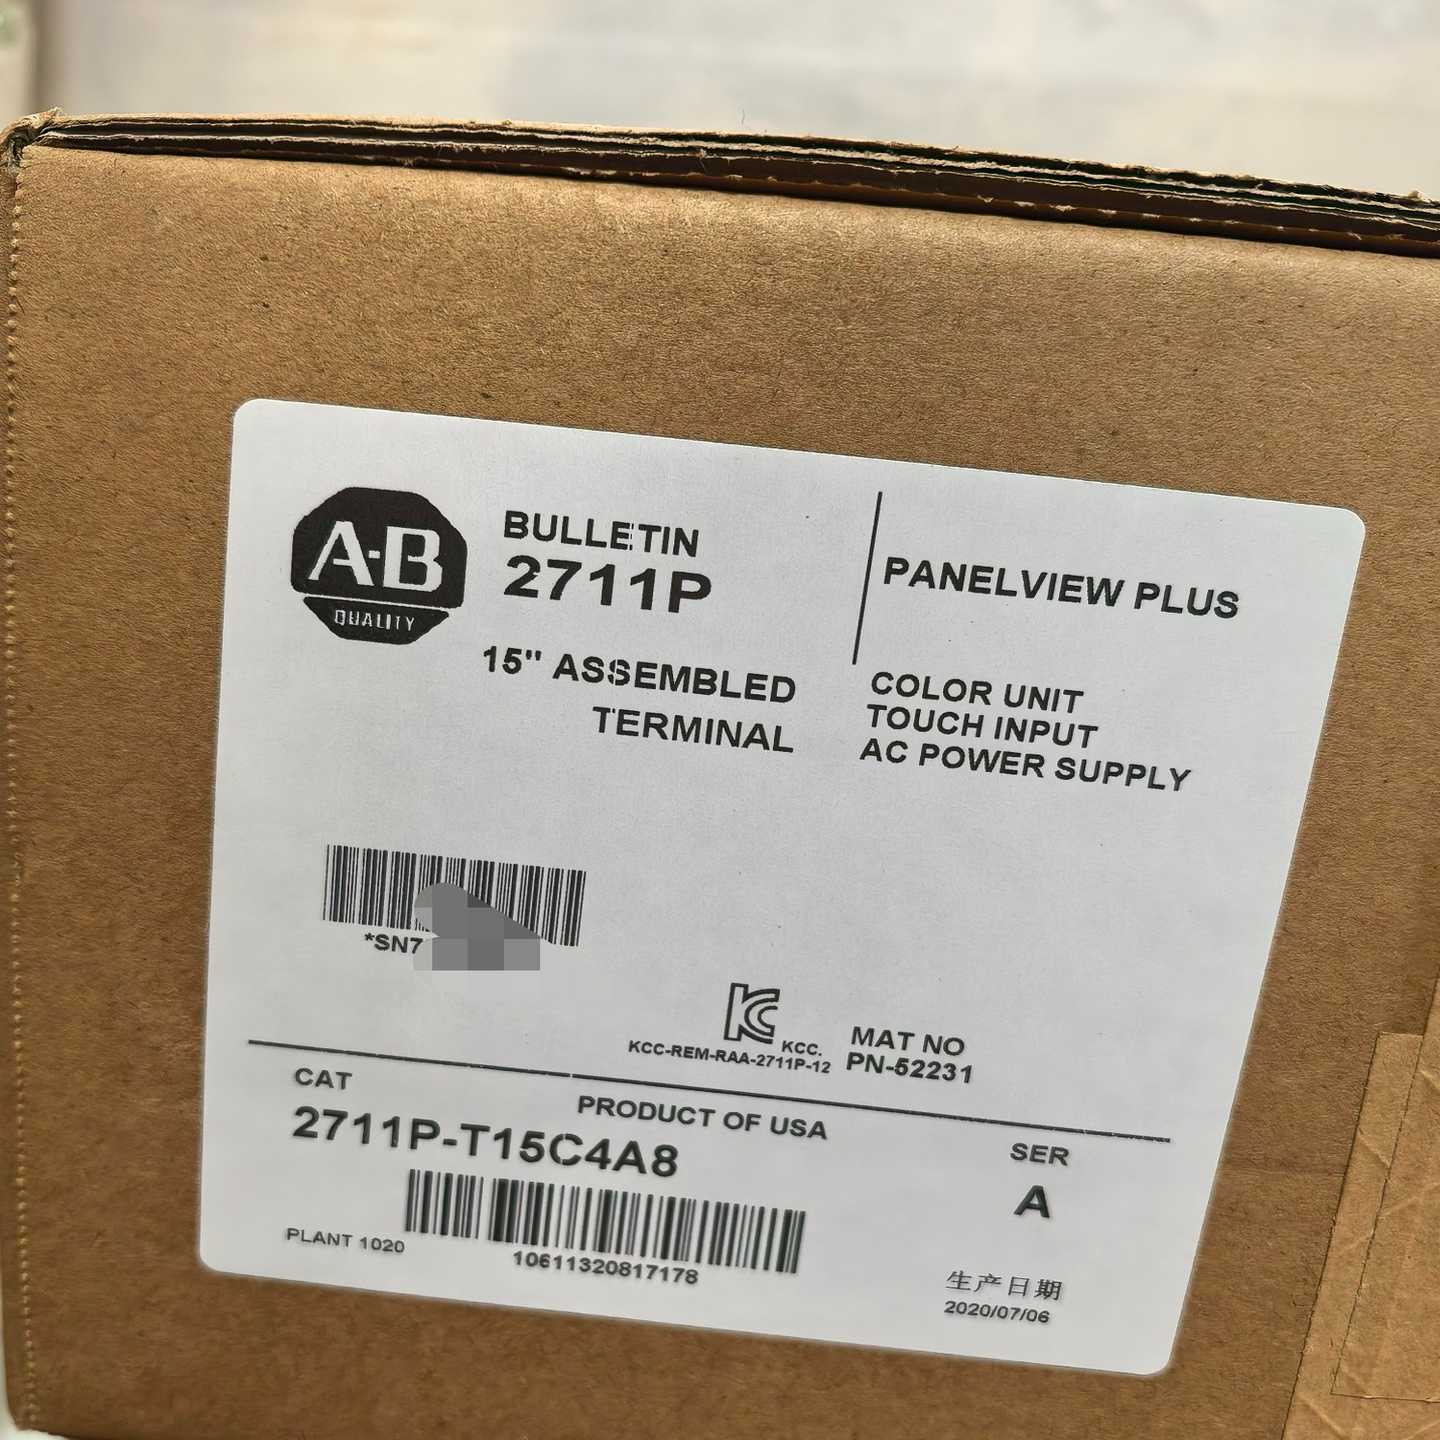 A-B
QUALITY
BULLETIN
2711P
15" ASSEMBLED
TERMINAL
PANELVIEW PLUS
COLOR UNIT
TOUCH INPUT
AC POWER SUPPLY
*SN7
KCC.
KCC-REM-RAA-2711P-12
MAT NO
PN-52231
CAT
PRODUCT OF USA
2711P-T15C4A8
SER
A
PLANT 1020
10611320817178
生产日期
2020/07/06